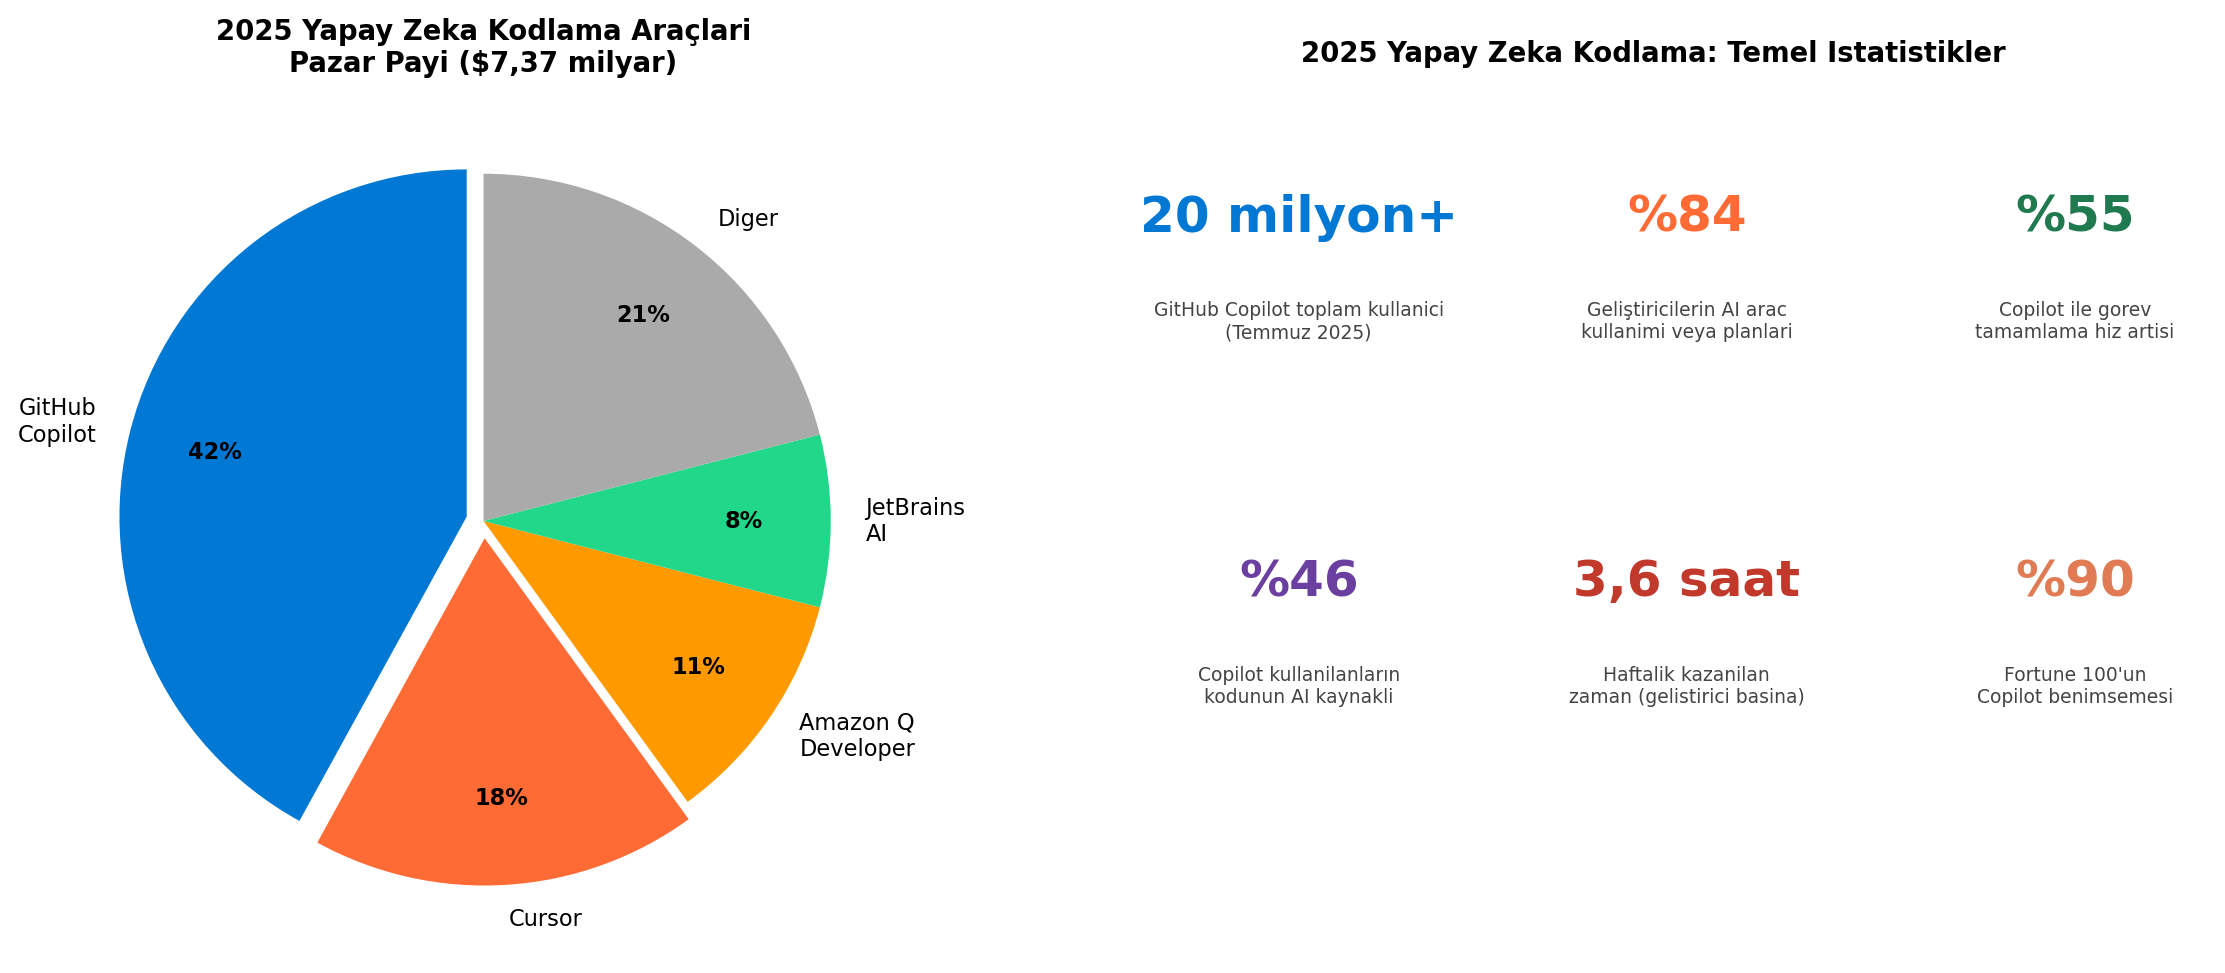 2025 Yapay Zeka Kodlama Araçlari
Pazar Payi ($7,37 milyar)
GitHub
Copilot
42%
Diger
21%
JetBrains
AI
8%
Amazon Q
Developer
11%
Cursor
18%
2025 Yapay Zeka Kodlama: Temel Istatistikler
20 milyon+
GitHub Copilot toplam kullanici
(Temmuz 2025)
%84
Geliştiricilerin AI arac
kullanimi veya planlari
%55
Copilot ile gorev
tamamlama hiz artisi
%46
Copilot kullanilanların
kodunun AI kaynakli
3,6 saat
Haftalik kazanilan
zaman (gelistirici basina)
%90
Fortune 100'un
Copilot benimsemesi